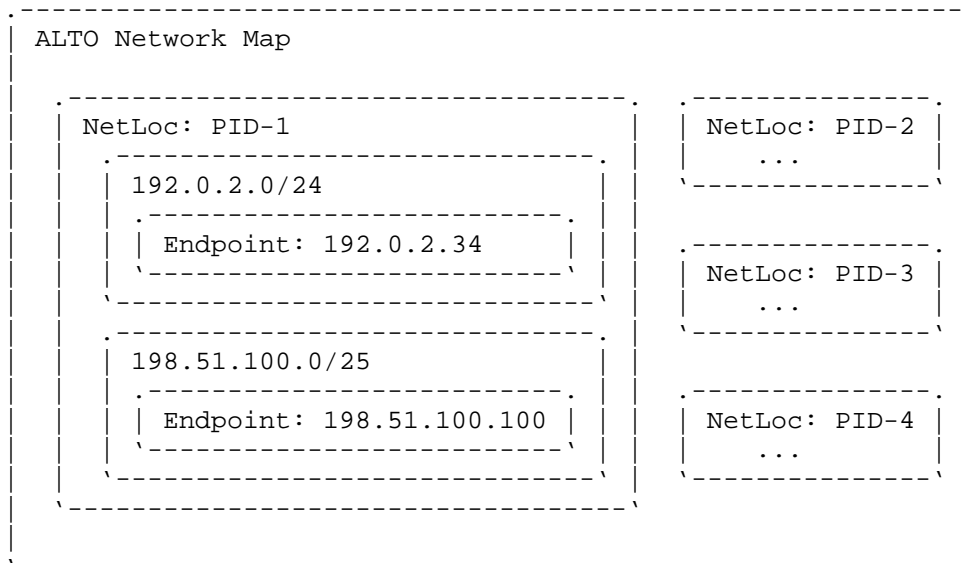 ALTO Network Map
NetLoc: PID-1
192.0.2.0/24
Endpoint: 192.0.2.34
198.51.100.0/25
Endpoint: 198.51.100.100
NetLoc: PID-2
...
NetLoc: PID-3
...
NetLoc: PID-4
...